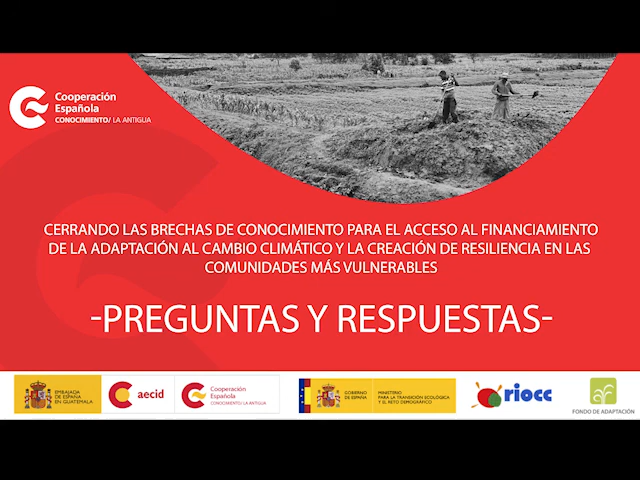 Cooperación
Española
CONOCIMIENTO/ LA ANTIGUA
CERRANDO LAS BRECHAS DE CONOCIMIENTO PARA EL ACCESO AL FINANCIAMIENTO
DE LA ADAPTACIÓN AL CAMBIO CLIMÁTICO Y LA CREACIÓN DE RESILIENCIA EN LAS
COMUNIDADES MÁS VULNERABLES
-PREGUNTAS Y RESPUESTAS-
EMBAJADA
DE ESPAÑA
EN GUATEMALA
aecid
Cooperación
Española
CONOCIMIENTO/ LA ANTIGUA
GOBIERNO
DE ESPAÑA
MINISTERIO
PARA LA TRANSICIÓN ECOLÓGICA
Y EL RETO DEMOGRÁFICO
riocc
FONDO DE ADAPTACIÓN